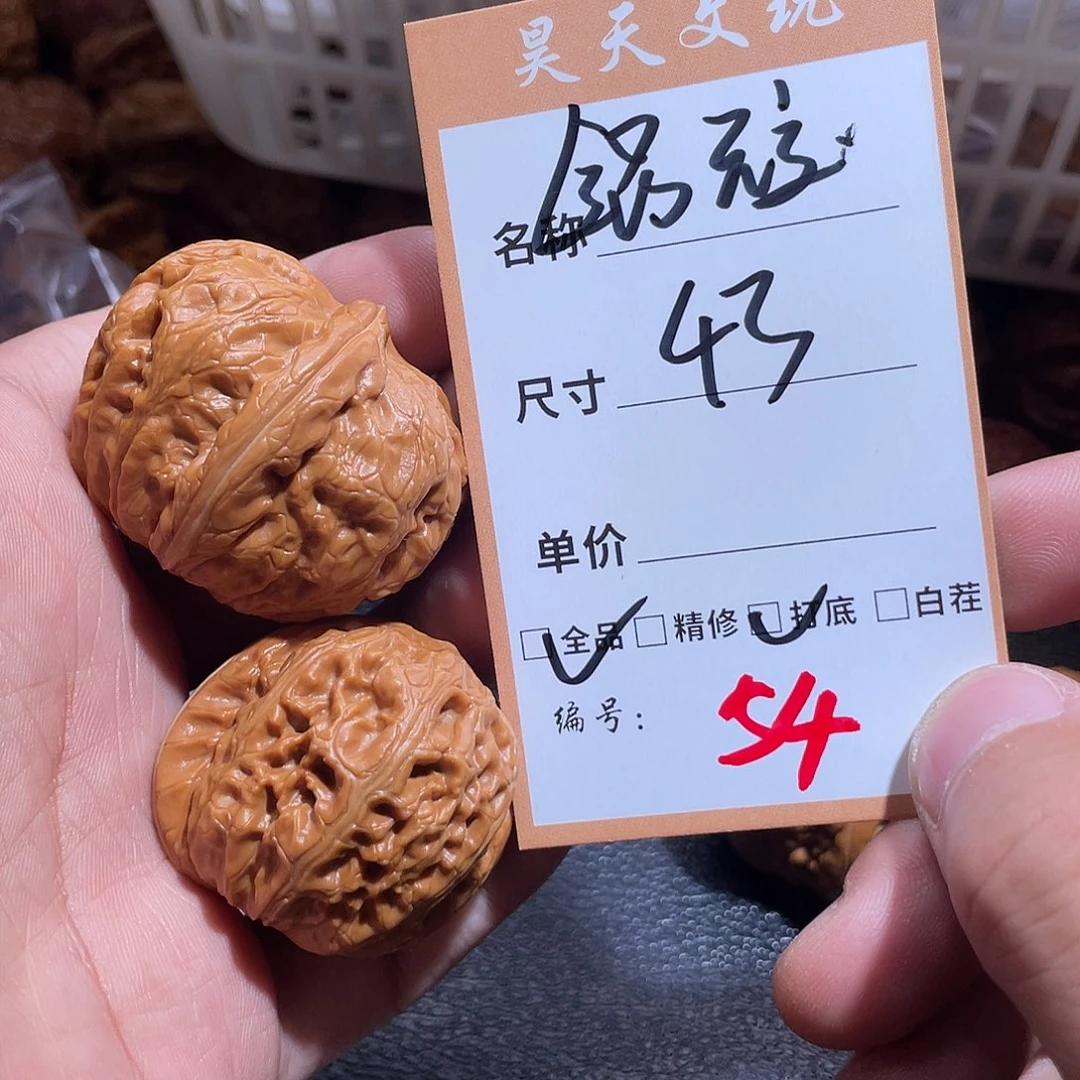 昊天文玩
名称
尺寸 43
单价
全品 精修 打底 白茬
编号: 54